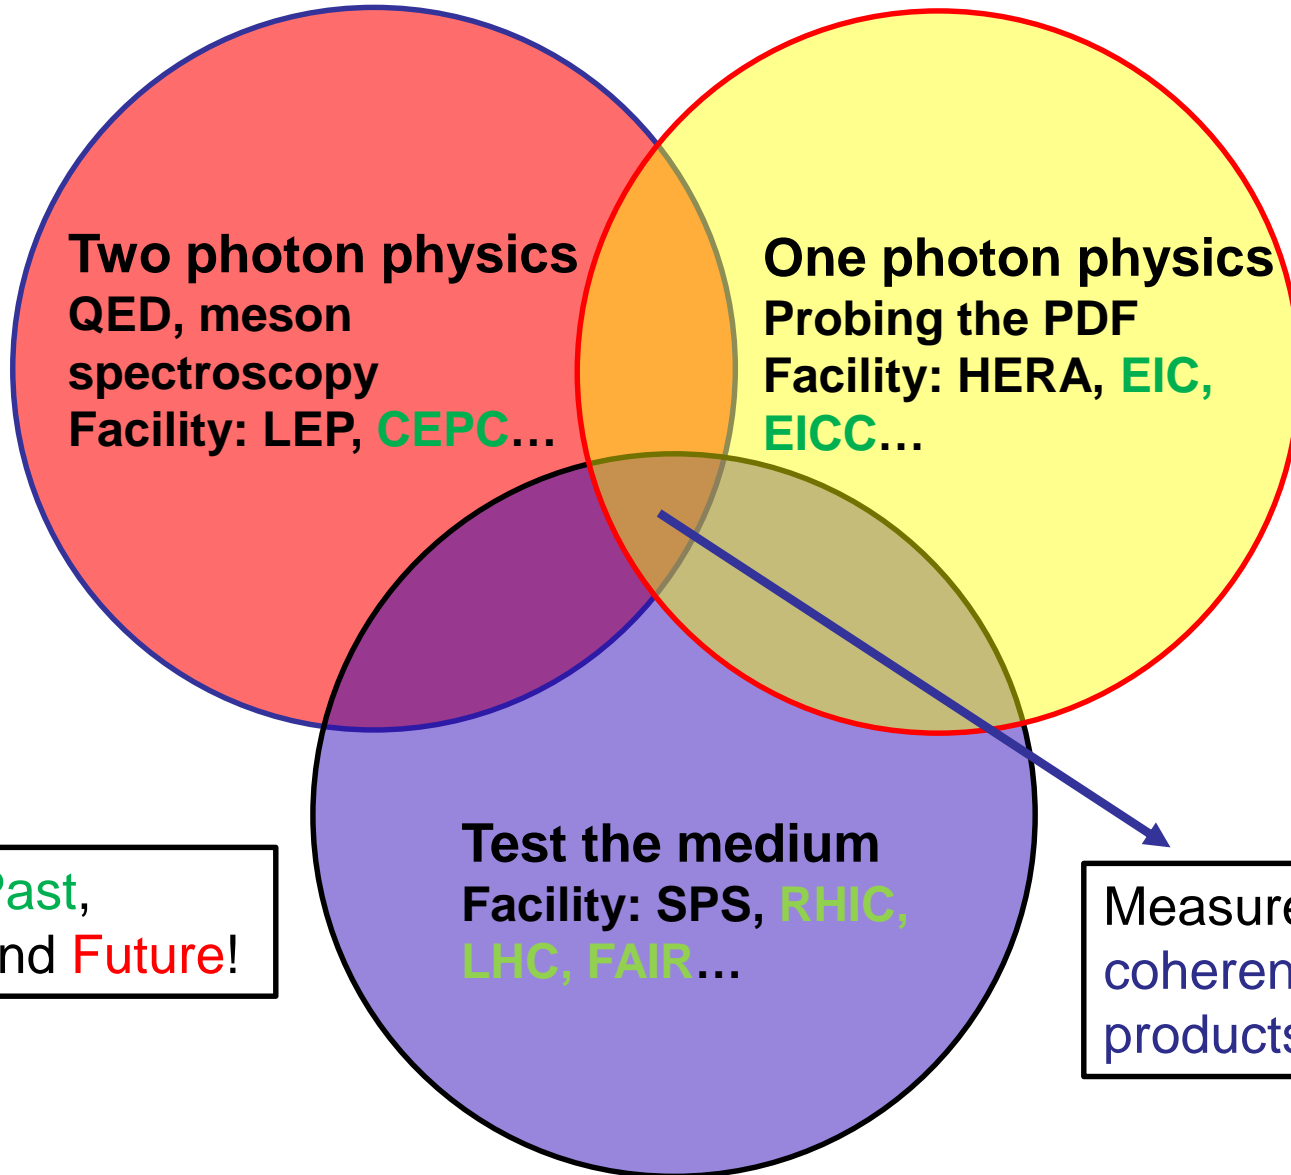 Two photon physics
QED, meson
spectroscopy
Facility: LEP, CEPC…
One photon physics
Probing the PDF
Facility: HERA, EIC,
EICC…
Test the medium
Facility: SPS, RHIC,
LHC, FAIR…
Past,
nd Future!
Measure
coheren
products